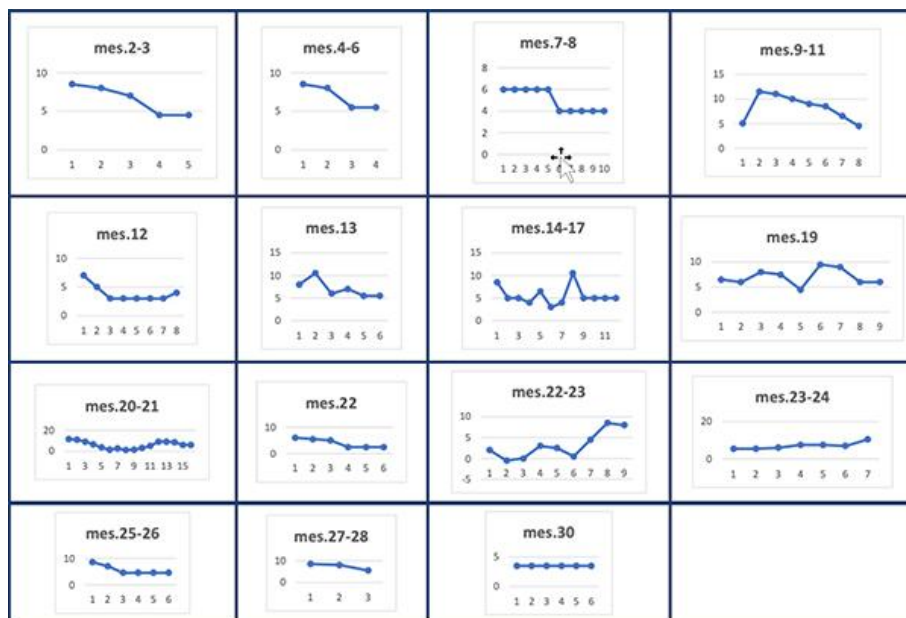 mes.2-3
10
5
0
1 2 3 4 5
mes.4-6
10
5
0
1 2 3 4
mes.7-8
8
6
4
2
0
1 2 3 4 5 6 7 8 9 10
mes.9-11
15
10
5
0
1 2 3 4 5 6 7 8
mes.12
10
5
0
1 2 3 4 5 6 7 8
mes.13
15
10
5
0
1 2 3 4 5 6
mes.14-17
15
10
5
0
1 3 5 7 9 11
mes.19
10
5
0
1 2 3 4 5 6 7 8 9
mes.20-21
20
0
1 3 5 7 9 11 13 15
mes.22
10
0
1 2 3 4 5 6
mes.22-23
10
5
0
-5
1 2 3 4 5 6 7 8 9
mes.23-24
20
0
1 2 3 4 5 6 7
mes.25-26
10
0
1 2 3 4 5 6
mes.27-28
10
0
1 2 3
mes.30
5
0
1 2 3 4 5 6